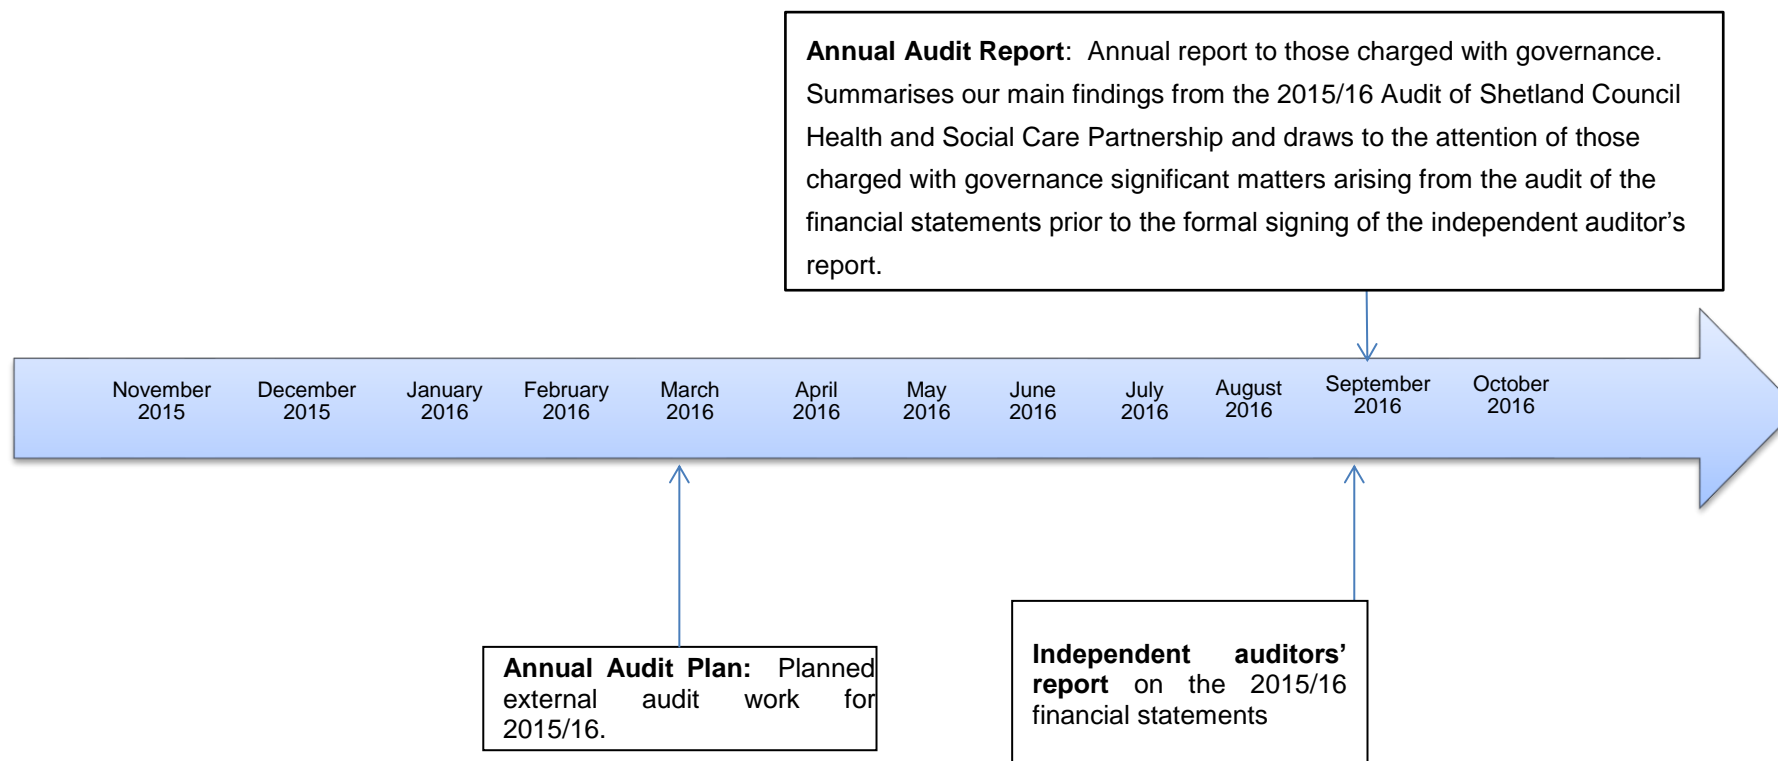 Annual Audit Report:  Annual report to those charged with governance.
Summarises our main findings from the 2015/16 Audit of Shetland Council
Health and Social Care Partnership and draws to the attention of those
charged with governance significant matters arising from the audit of the
financial statements prior to the formal signing of the independent auditor’s
report.
November 2015
December 2015
January 2016
February 2016
March 2016
April 2016
May 2016
June 2016
July 2016
August 2016
September 2016
October 2016
Annual Audit Plan:  Planned
external audit work for
2015/16.
Independent auditors’
report on the 2015/16
financial statements